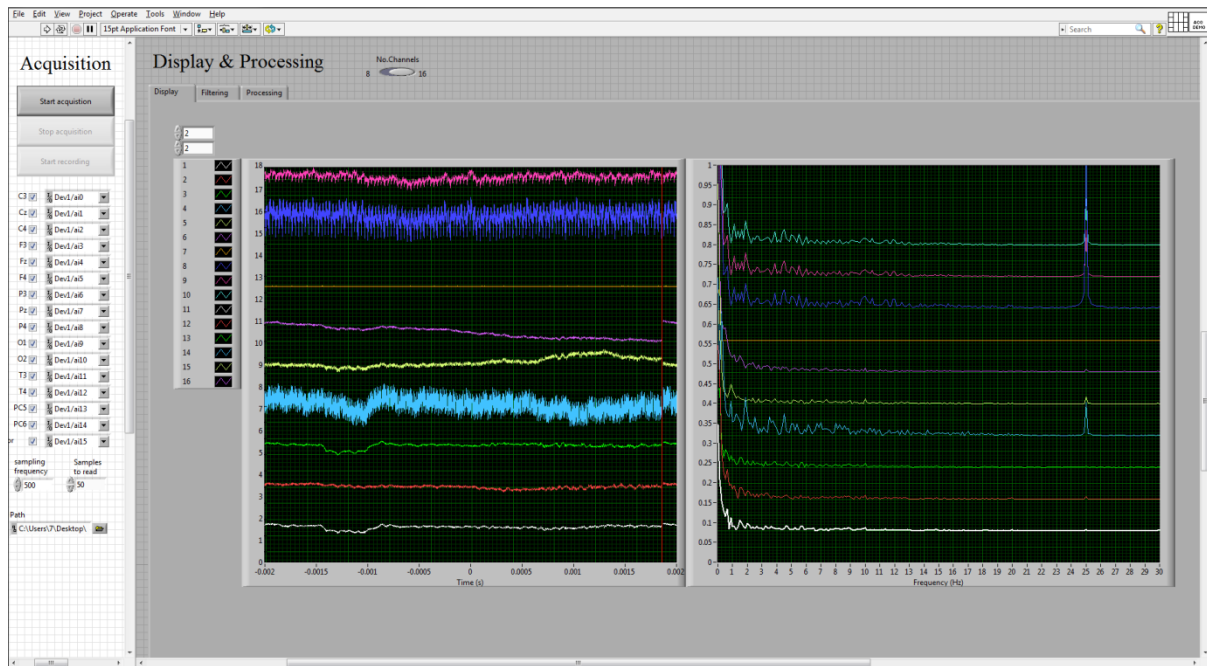 File Edit View Project Operate Tools Window Help
15pt Application Font
Search
?
ACQ
DEMO
Acquisition
Start acquistion
Stop acquisition
Start recording
C3 Dev1/ai0
Cz Dev1/ai1
C4 Dev1/ai2
F3 Dev1/ai3
Fz Dev1/ai4
F4 Dev1/ai5
P3 Dev1/ai6
Pz Dev1/ai7
P4 Dev1/ai8
O1 Dev1/ai9
O2 Dev1/ai10
T3 Dev1/ai11
T4 Dev1/ai12
PC5 Dev1/ai13
PC6 Dev1/ai14
or Dev1/ai15
sampling frequency
500
Samples to read
50
Path
C:\Users\7\Desktop\
Display & Processing
No.Channels
8 16
Display Filtering Processing
2
2
1
2
3
4
5
6
7
8
9
10
11
12
13
14
15
16
18
17
16
15
14
13
12
11
10
9
8
7
6
5
4
3
2
1
0
-0.002 -0.0015 -0.001 -0.0005 0 0.0005 0.001 0.0015 0.002
Time (s)
1
0.95
0.9
0.85
0.8
0.75
0.7
0.65
0.6
0.55
0.5
0.45
0.4
0.35
0.3
0.25
0.2
0.15
0.1
0.05
0
0 1 2 3 4 5 6 7 8 9 10 11 12 13 14 15 16 17 18 19 20 21 22 23 24 25 26 27 28 29 30
Frequency (Hz)